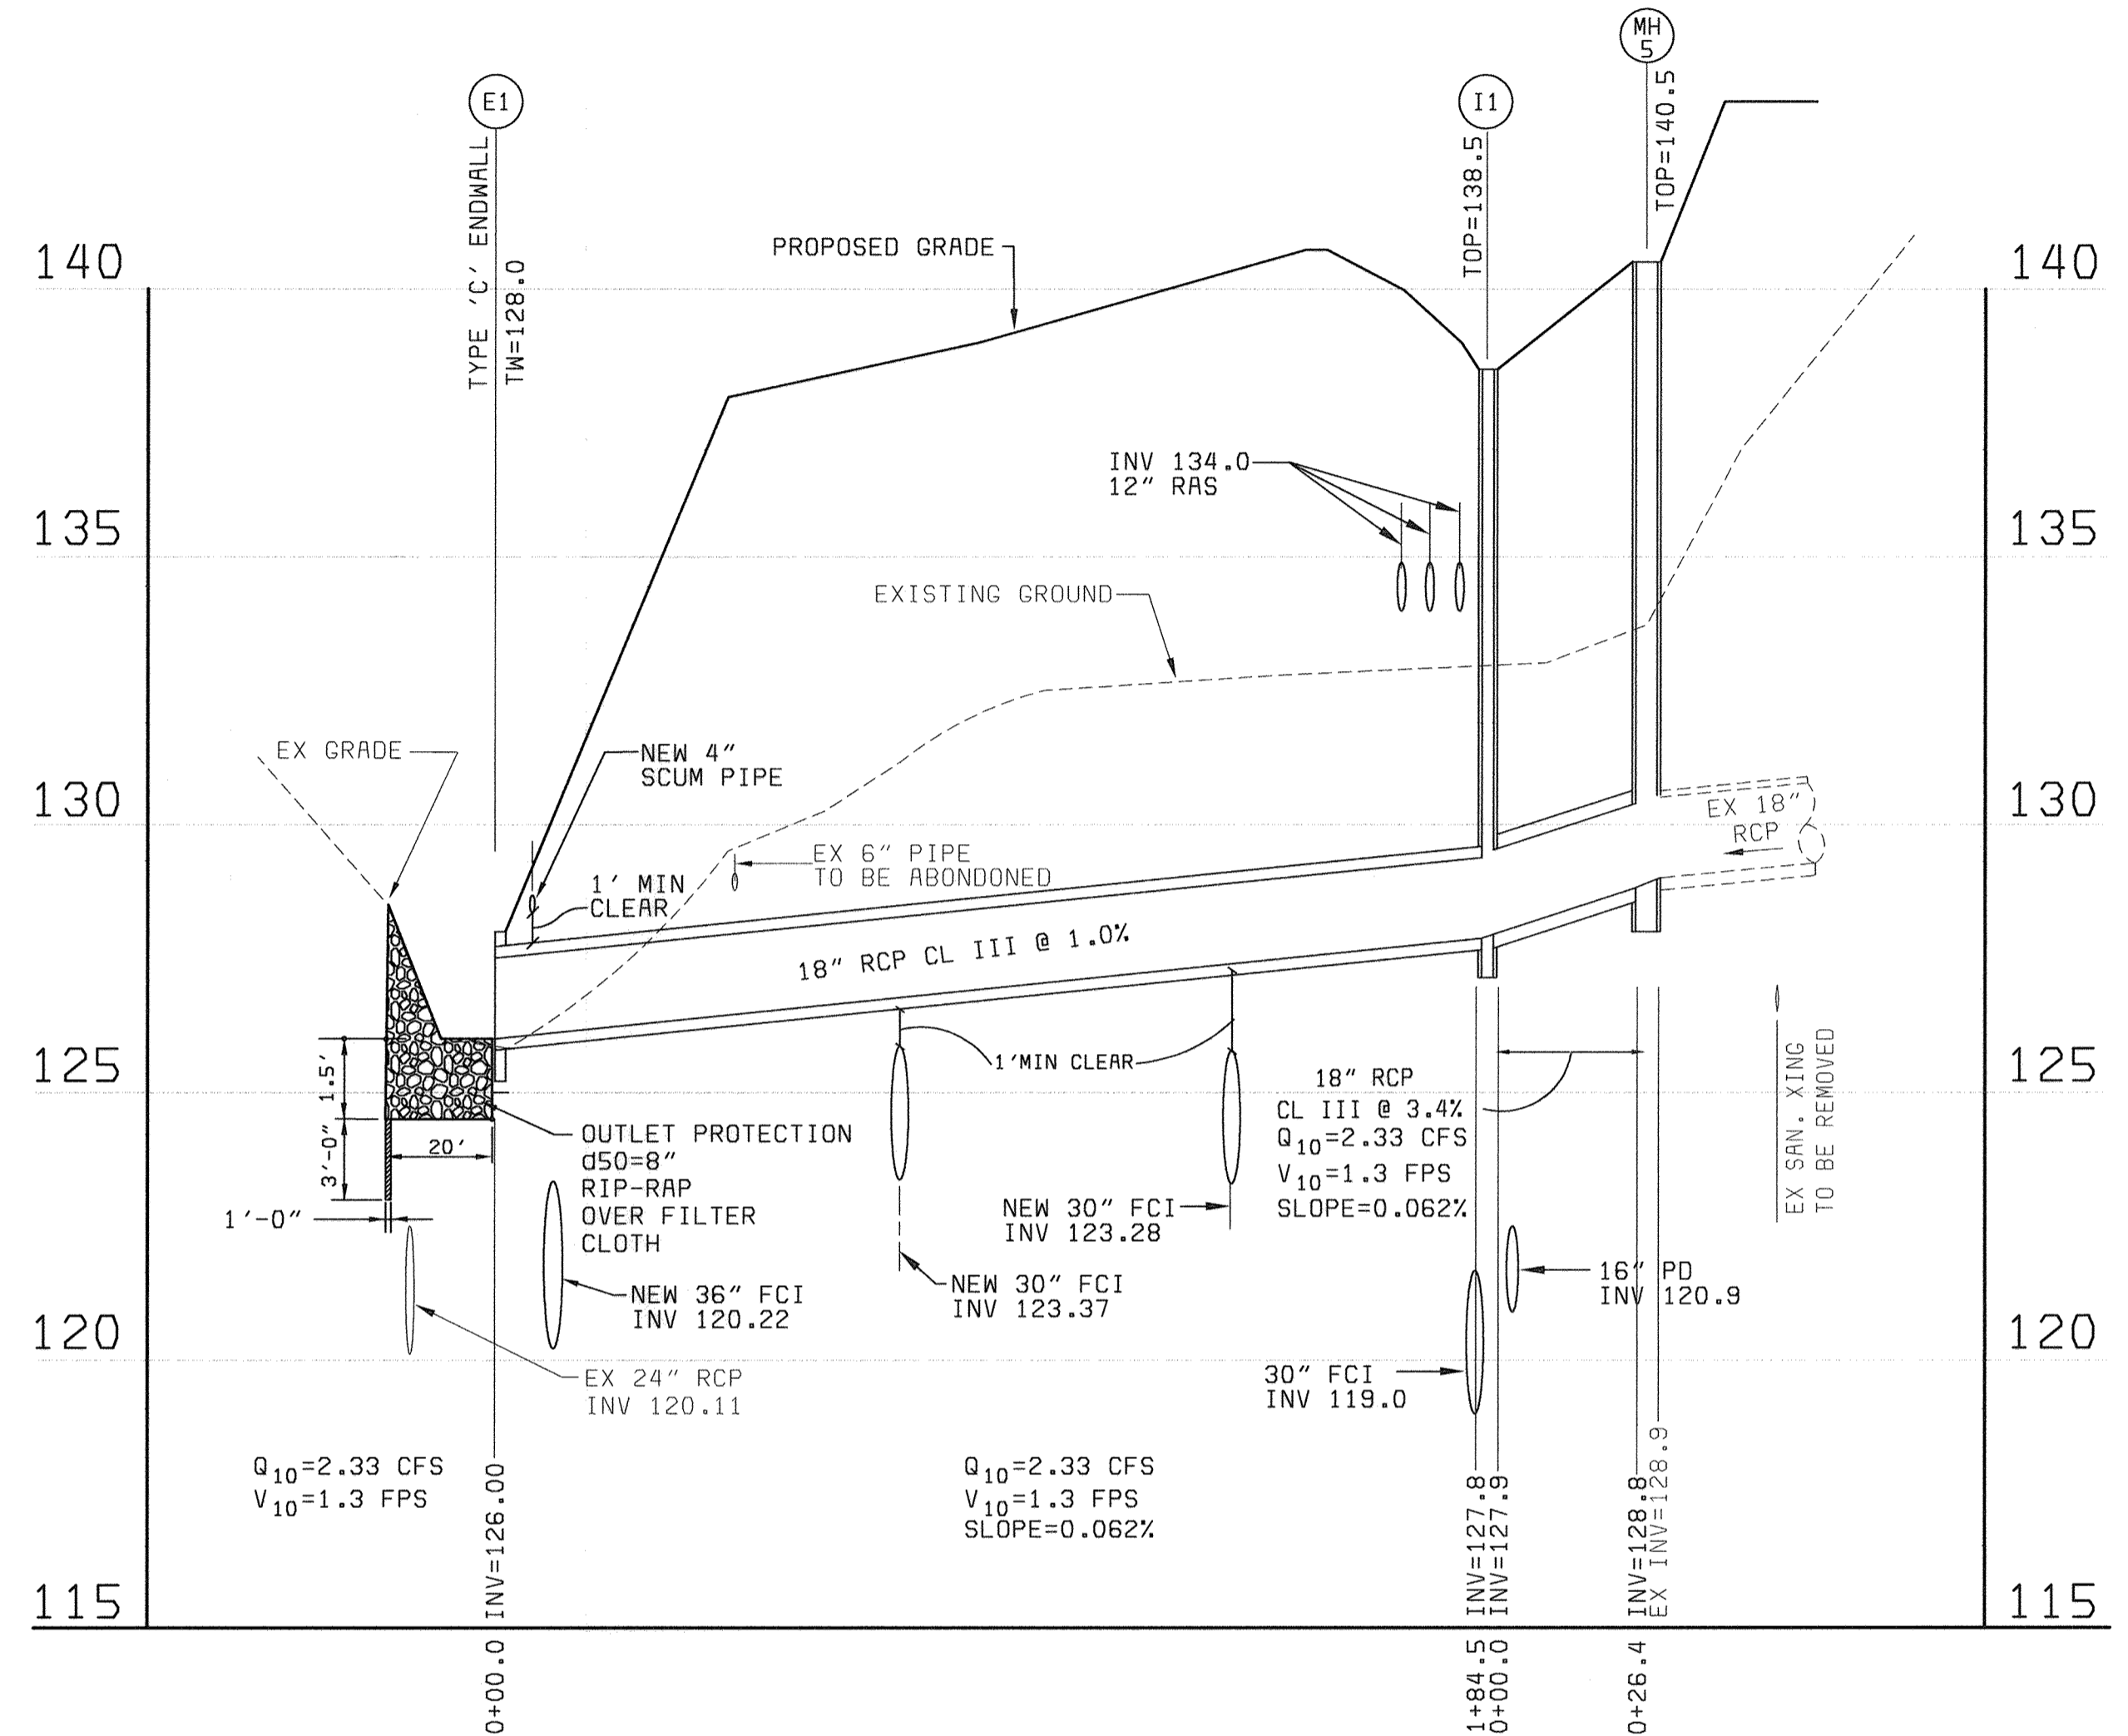 MH
5
E1
I1
TYPE 'C' ENDWALL
TW=128.0
TOP=138.5
TOP=140.5
PROPOSED GRADE
140
140
INV 134.0
12" RAS
135
135
EXISTING GROUND
EX GRADE
NEW 4"
SCUM PIPE
130
130
EX 18"
RCP
EX 6" PIPE
TO BE ABONDONED
1' MIN
CLEAR
18" RCP CL III @ 1.0%
1'MIN CLEAR
125
125
1.5'
3'-0"
20'
1'-0"
OUTLET PROTECTION
d50=8"
RIP-RAP
OVER FILTER
CLOTH
18" RCP
CL III @ 3.4%
Q10=2.33 CFS
V10=1.3 FPS
SLOPE=0.062%
EX SAN. XING
TO BE REMOVED
NEW 30" FCI
INV 123.28
NEW 30" FCI
INV 123.37
NEW 36" FCI
INV 120.22
16" PD
INV 120.9
120
120
EX 24" RCP
INV 120.11
30" FCI
INV 119.0
Q10=2.33 CFS
V10=1.3 FPS
Q10=2.33 CFS
V10=1.3 FPS
SLOPE=0.062%
115
115
0+00.0 INV=126.00
1+84.5 INV=127.8
0+00.0 INV=127.9
0+26.4 INV=128.8
EX INV=128.9